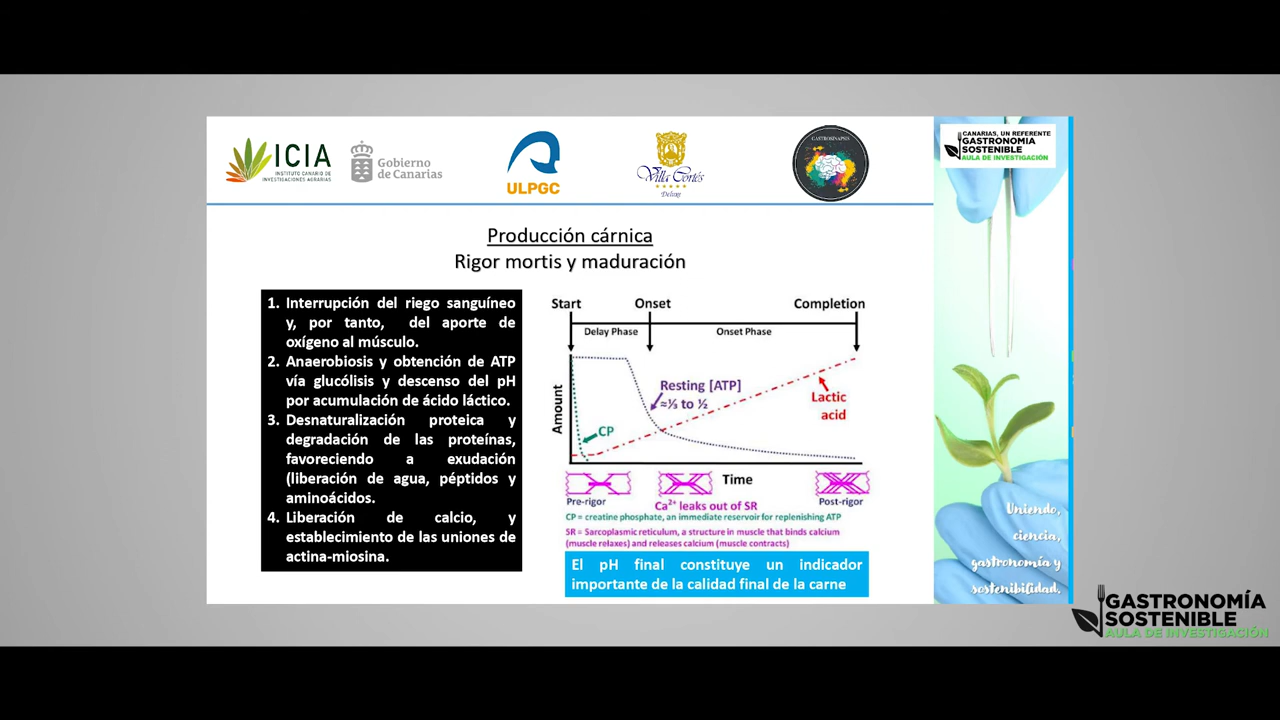 ICIA
INSTITUTO CANARIO DE
INVESTIGACIONES AGRARIAS
Gobierno
de Canarias
ULPGC
Villa Cortés
GASTROSINAPSIS
CANARIAS, UN REFERENTE
GASTRONOMÍA
SOSTENIBLE
AULA DE INVESTIGACIÓN
Producción cárnica
Rigor mortis y maduración
1. Interrupción del riego sanguíneo
y, por tanto, del aporte de
oxígeno al músculo.
2. Anaerobiosis y obtención de ATP
vía glucólisis y descenso del pH
por acumulación de ácido láctico.
3. Desnaturalización proteica y
degradación de las proteínas,
favoreciendo a exudación
(liberación de agua, péptidos y
aminoácidos.
4. Liberación de calcio, y
establecimiento de las uniones de
actina-miosina.
Start Onset Completion
Delay Phase Onset Phase
Amount
Resting [ATP]
≈⅓ to ½
Lactic
acid
CP
Time
Pre-rigor
Ca2+ leaks out of SR
Post-rigor
CP = creatine phosphate, an immediate reservoir for replenishing ATP
SR = Sarcoplasmic reticulum, a structure in muscle that binds calcium
(muscle relaxes) and releases calcium (muscle contracts)
El pH final constituye un indicador
importante de la calidad final de la carne
Uniendo,
ciencia,
gastronomía y
sostenibilidad.
GASTRONOMÍA
SOSTENIBLE
AULA DE INVESTIGACIÓN